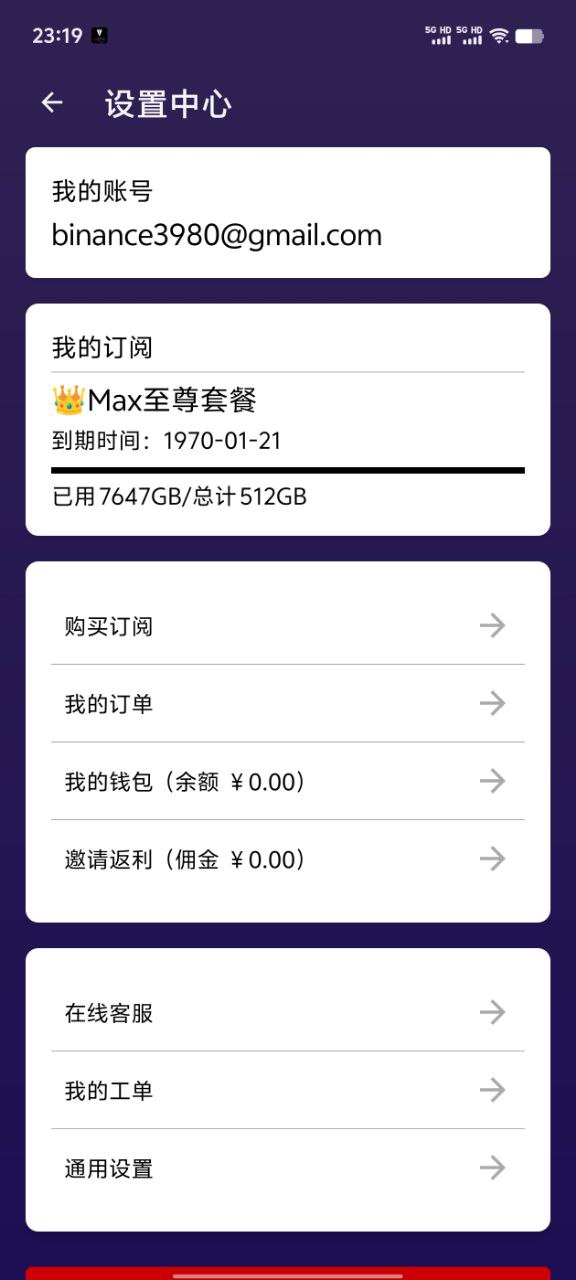 23:19
5G HD 5G HD
设置中心
我的账号
binance3980@gmail.com
我的订阅
👑Max至尊套餐
到期时间：1970-01-21
已用7647GB/总计512GB
购买订阅
我的订单
我的钱包（余额 ￥0.00）
邀请返利（佣金 ￥0.00）
在线客服
我的工单
通用设置